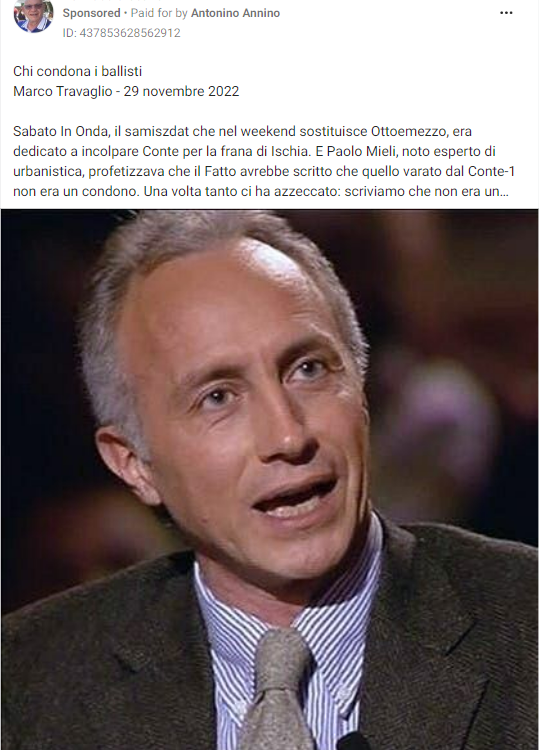 Sponsored • Paid for by Antonino Annino
ID: 437853628562912
Chi condona i ballisti
Marco Travaglio - 29 novembre 2022
Sabato In Onda, il samiszdat che nel weekend sostituisce Ottoemezzo, era
dedicato a incolpare Conte per la frana di Ischia. E Paolo Mieli, noto esperto di
urbanistica, profetizzava che il Fatto avrebbe scritto che quello varato dal Conte-1
non era un condono. Una volta tanto ci ha azzeccato: scriviamo che non era un...